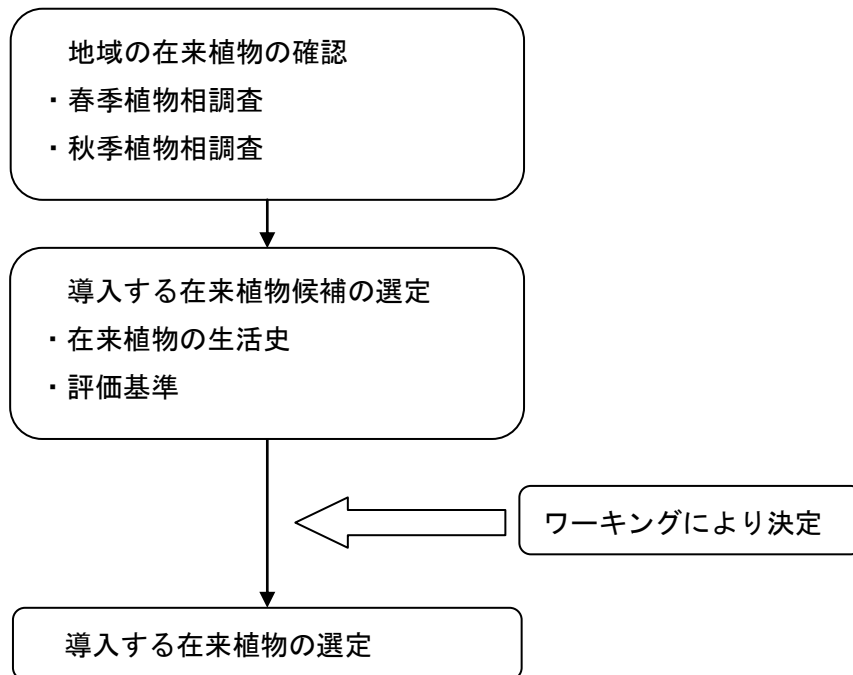 地域の在来植物の確認
・春季植物相調査
・秋季植物相調査
導入する在来植物候補の選定
・在来植物の生活史
・評価基準
ワーキングにより決定
導入する在来植物の選定